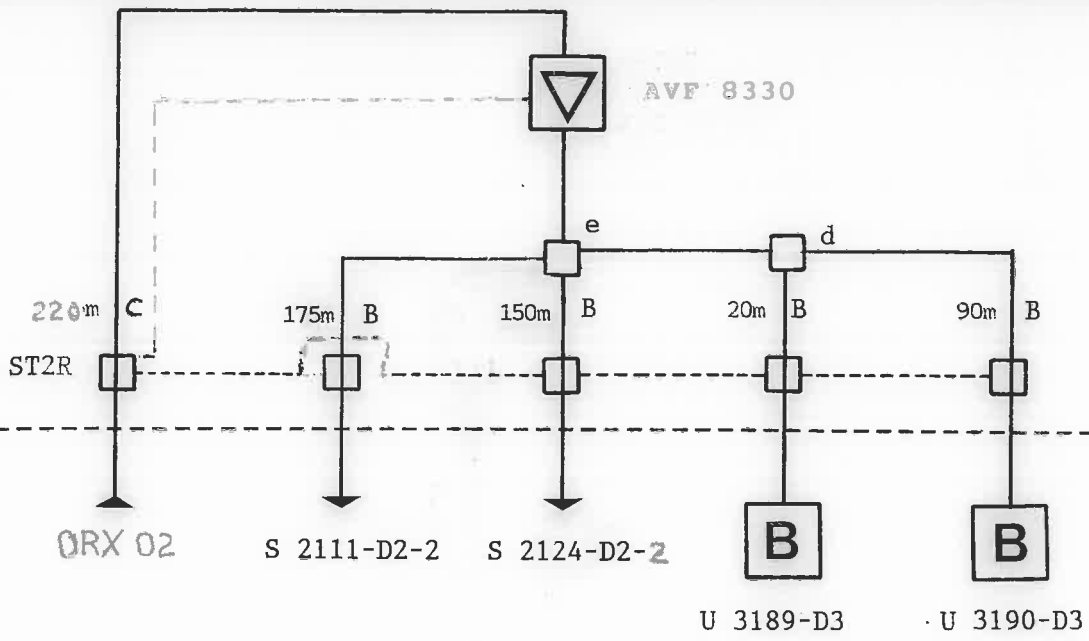 AVF 8330
e
d
220m C
175m B
150m B
20m B
90m B
ST2R
ORX 02
S 2111-D2-2
S 2124-D2-2
B
B
U 3189-D3
U 3190-D3